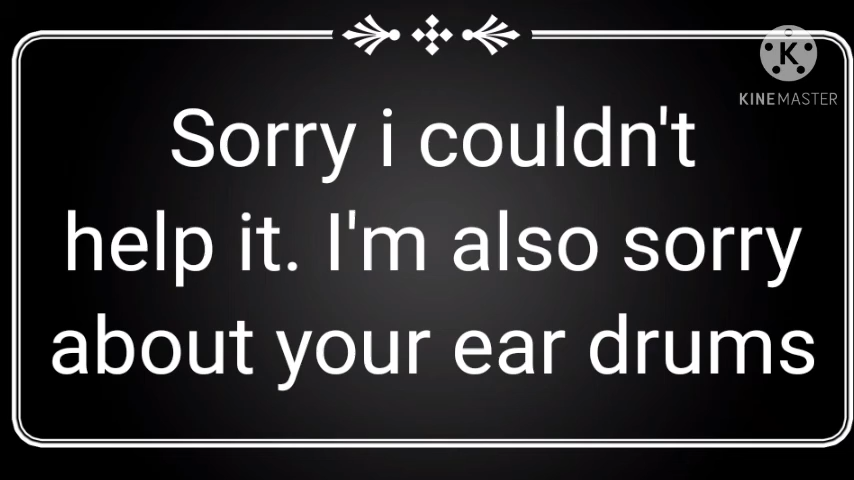 K
KINEMASTER
Sorry i couldn't
help it. I'm also sorry
about your ear drums